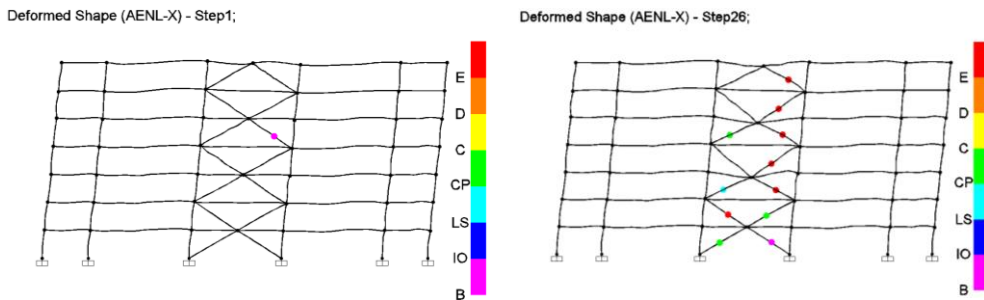 Deformed Shape (AENL-X) - Step1;
E
D
C
CP
LS
IO
B
Deformed Shape (AENL-X) - Step26;
E
D
C
CP
LS
IO
B